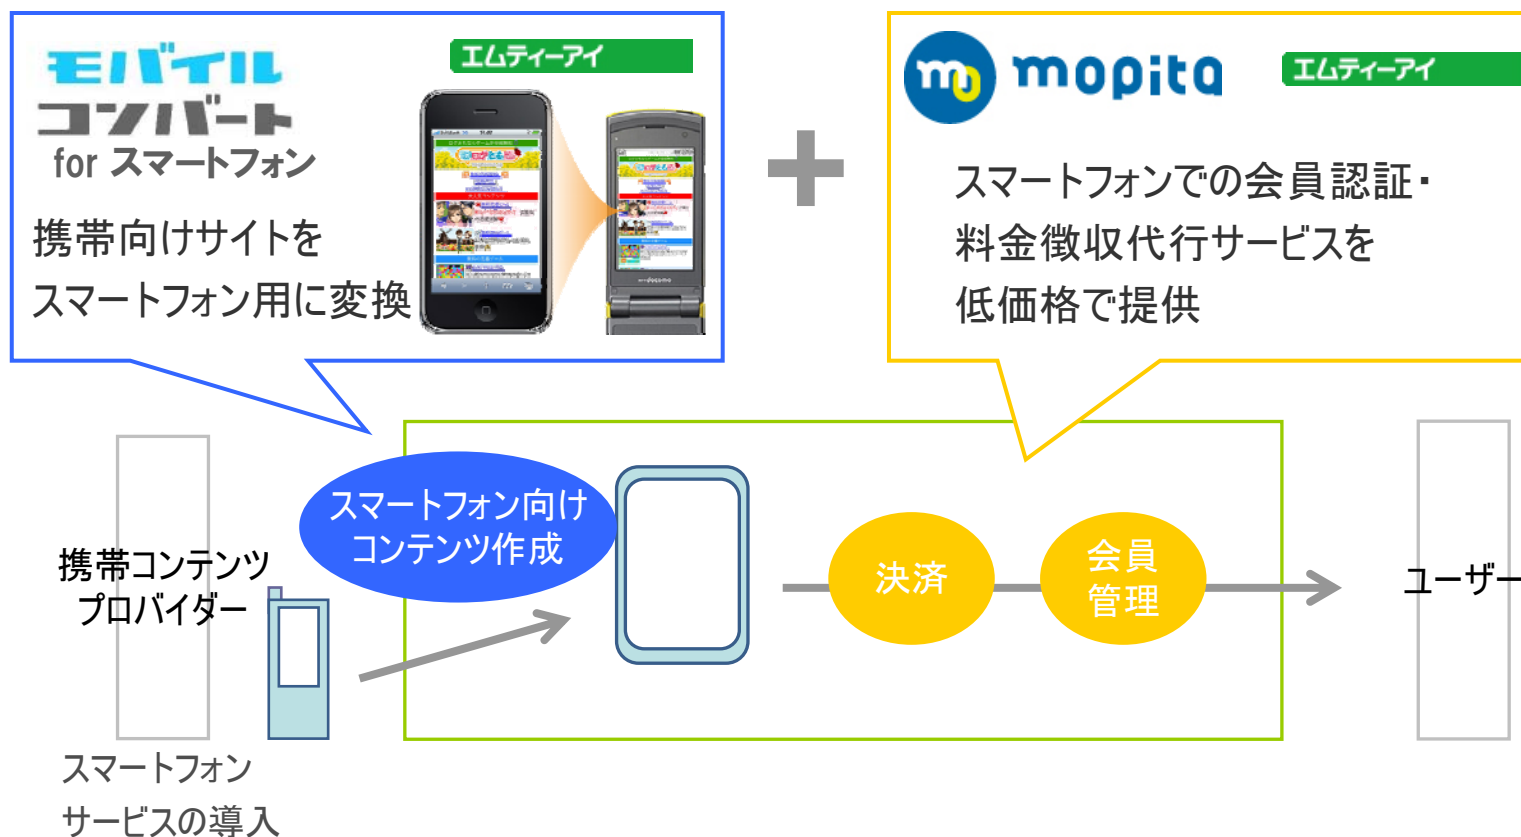 モバイル
コンバート
for スマートフォン
エムティーアイ
携帯向けサイトを
スマートフォン用に変換
mopita
エムティーアイ
スマートフォンでの会員認証・
料金徴収代行サービスを
低価格で提供
携帯コンテンツ
プロバイダー
スマートフォン向け
コンテンツ作成
決済
会員
管理
ユーザー
スマートフォン
サービスの導入